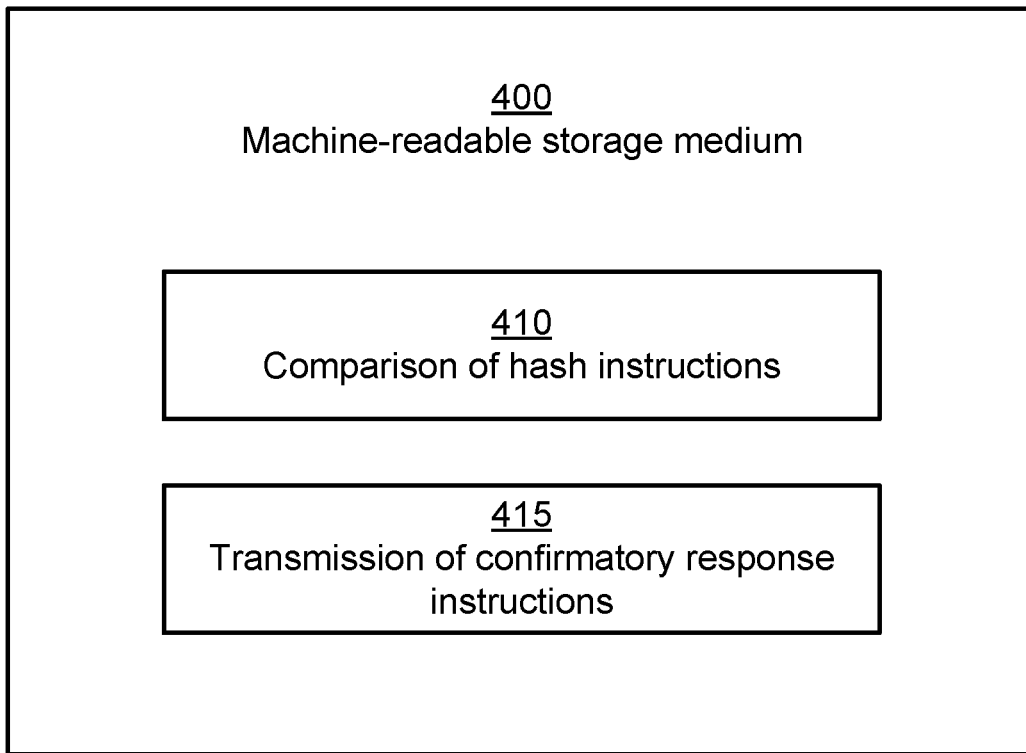 400
Machine-readable storage medium
410
Comparison of hash instructions
415
Transmission of confirmatory response
instructions